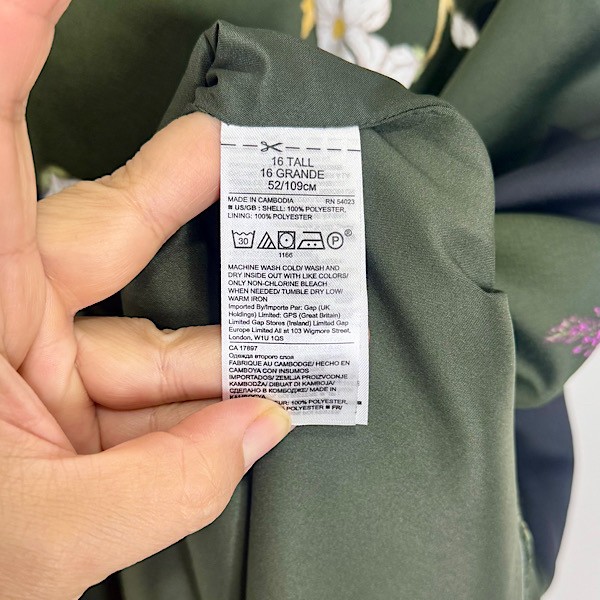 16 TALL
16 GRANDE
52/109CM
MADE IN CAMBODIA RN 54023
■ US/GB : SHELL: 100% POLYESTER,
LINING: 100% POLYESTER
30 P
1166
MACHINE WASH COLD/ WASH AND
DRY INSIDE OUT WITH LIKE COLORS/
ONLY NON-CHLORINE BLEACH
WHEN NEEDED/ TUMBLE DRY LOW/
WARM IRON
Imported by/Importe Par: Gap (UK
Holdings) Limited: GPS (Great Britain)
Limited Gap Stores (Ireland) Limited Gap
Europe Limited All at 103 Wigmore Street,
London, W1U 1QS
CA 17897
Одежда второго слоя
FABRIQUE AU CAMBODGE/ HECHO EN
CAMBOYA CON INSUMOS
IMPORTADOS/ ZEMLJA PROIZVODNJE
KAMBODŽA/ DIBUAT DI KAMBOJA/
СДЕЛАНО В КОМБОДЖЕ/ MADE IN
100% POLYESTER,
POLYESTER ■ FR/